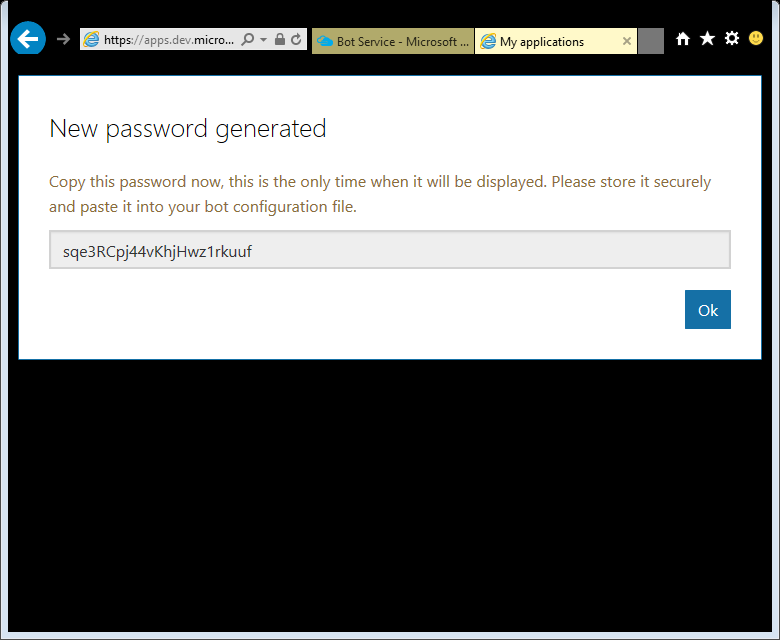 https://apps.dev.micro...
Bot Service - Microsoft ...
My applications
New password generated
Copy this password now, this is the only time when it will be displayed. Please store it securely
and paste it into your bot configuration file.
sqe3RCpj44vKhjHwz1rkuuf
Ok